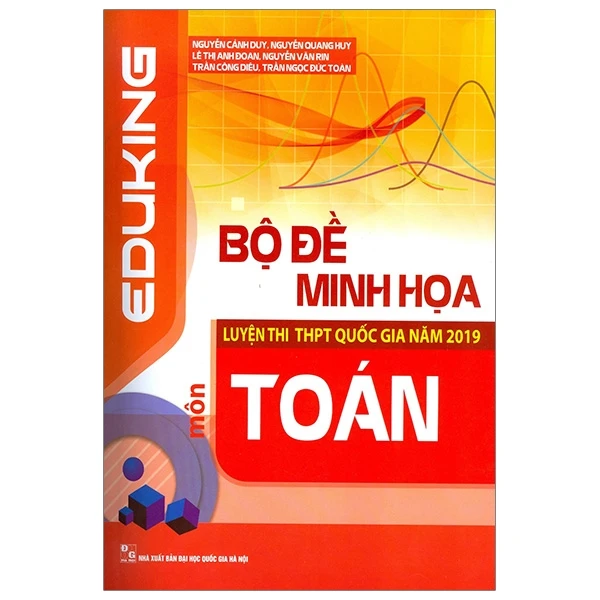 NGUYỄN CẢNH DUY, NGUYỄN QUANG HUY
LÊ THỊ ANH ĐOAN, NGUYỄN VĂN RIN
TRẦN CÔNG DIÊU, TRẦN NGỌC ĐỨC TOÀN
EDUKING
BỘ ĐỀ
MINH HỌA
LUYỆN THI THPT QUỐC GIA NĂM 2019
môn
TOÁN
NHÀ XUẤT BẢN ĐẠI HỌC QUỐC GIA HÀ NỘI